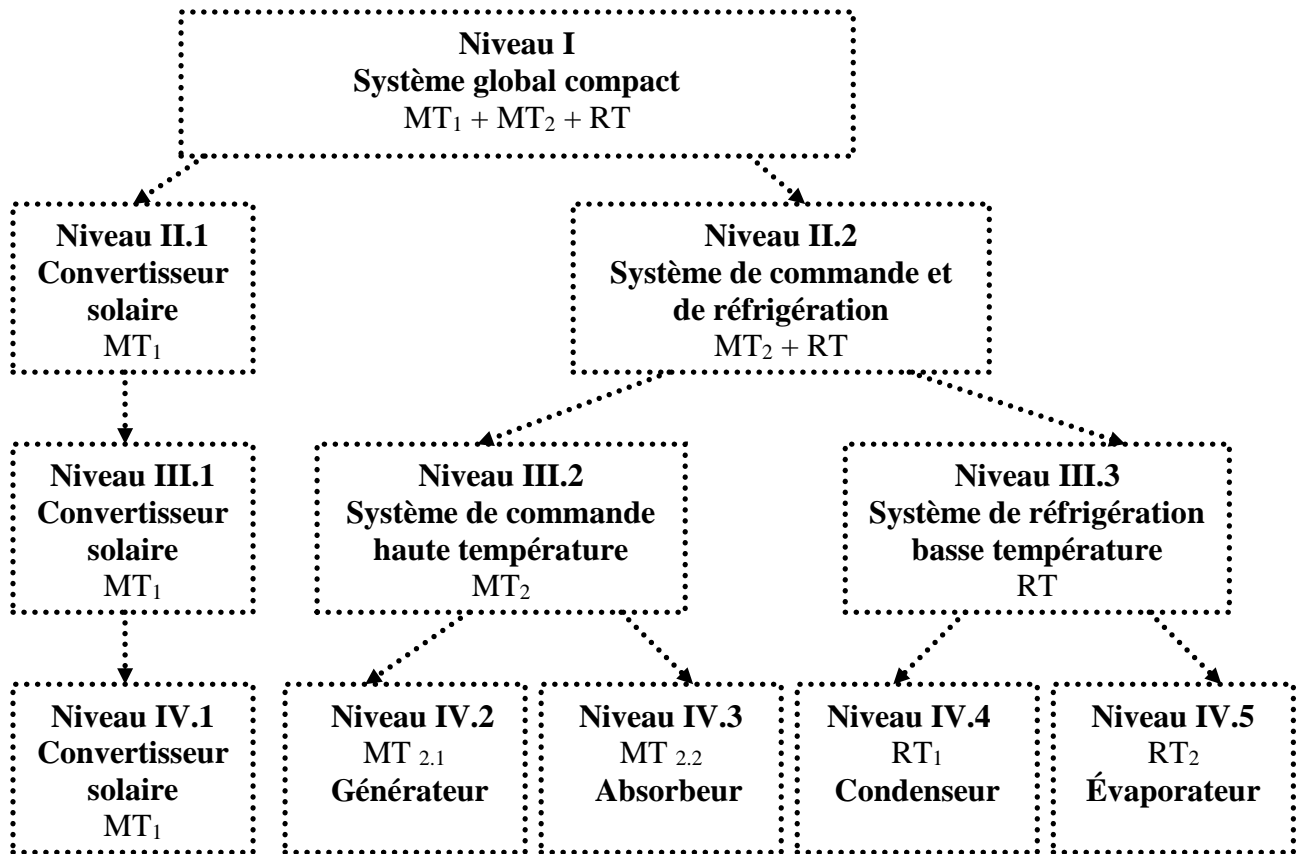 Niveau I
Système global compact
MT₁ + MT₂ + RT
Niveau II.1
Convertisseur
solaire
MT₁
Niveau II.2
Système de commande et
de réfrigération
MT₂ + RT
Niveau III.1
Convertisseur
solaire
MT₁
Niveau III.2
Système de commande
haute température
MT₂
Niveau III.3
Système de réfrigération
basse température
RT
Niveau IV.1
Convertisseur
solaire
MT₁
Niveau IV.2
MT ₂.₁
Générateur
Niveau IV.3
MT ₂.₂
Absorbeur
Niveau IV.4
RT₁
Condenseur
Niveau IV.5
RT₂
Évaporateur